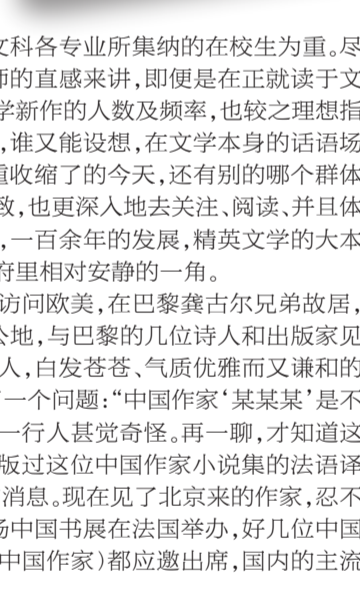 文科各专业所集纳的在校生为重。尽
师的直感来讲,即便是在正就读于文
学新作的人数及频率,也较之理想指
,谁又能设想,在文学本身的话语场
重收缩了的今天,还有别的哪个群体
致,也更深入地去关注、阅读、并且体
,一百余年的发展,精英文学的大本
府里相对安静的一角。
访问欧美,在巴黎龚古尔兄弟故居,
公地,与巴黎的几位诗人和出版家见
人,白发苍苍、气质优雅而又谦和的
一个问题:“中国作家‘某某某’是不
一行人甚觉奇怪。再一聊,才知道这
版过这位中国作家小说集的法语译
消息。现在见了北京来的作家,忍不
场中国书展在法国举办,好几位中国
中国作家)都应邀出席,国内的主流